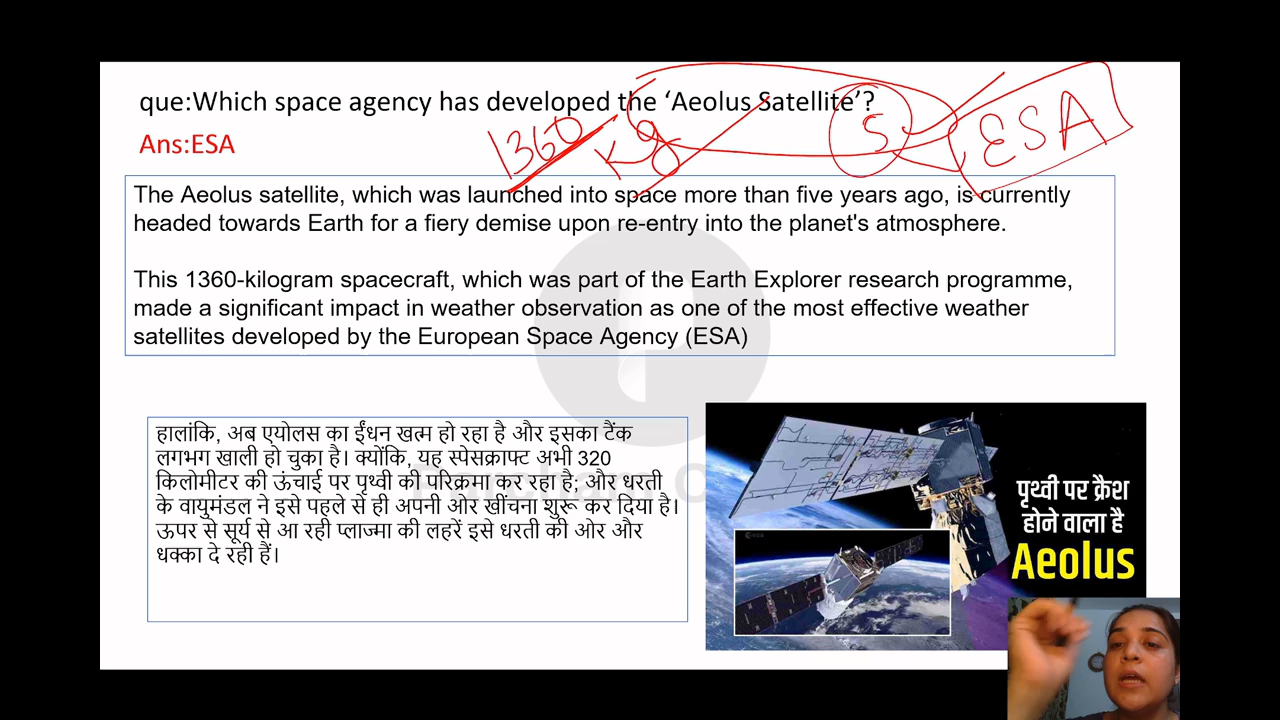 que:Which space agency has developed the ‘Aeolus Satellite’?
Ans:ESA
1360 Kg
S
ESA
The Aeolus satellite, which was launched into space more than five years ago, is currently
headed towards Earth for a fiery demise upon re-entry into the planet's atmosphere.
This 1360-kilogram spacecraft, which was part of the Earth Explorer research programme,
made a significant impact in weather observation as one of the most effective weather
satellites developed by the European Space Agency (ESA)
हालांकि, अब एयोलस का ईंधन खत्म हो रहा है और इसका टैंक
लगभग खाली हो चुका है। क्योंकि, यह स्पेसक्राफ्ट अभी 320
किलोमीटर की ऊंचाई पर पृथ्वी की परिक्रमा कर रहा है; और धरती
के वायुमंडल ने इसे पहले से ही अपनी ओर खींचना शुरू कर दिया है।
ऊपर से सूर्य से आ रही प्लाज्मा की लहरें इसे धरती की ओर और
धक्का दे रही हैं।
पृथ्वी पर क्रैश
होने वाला है
Aeolus
esa